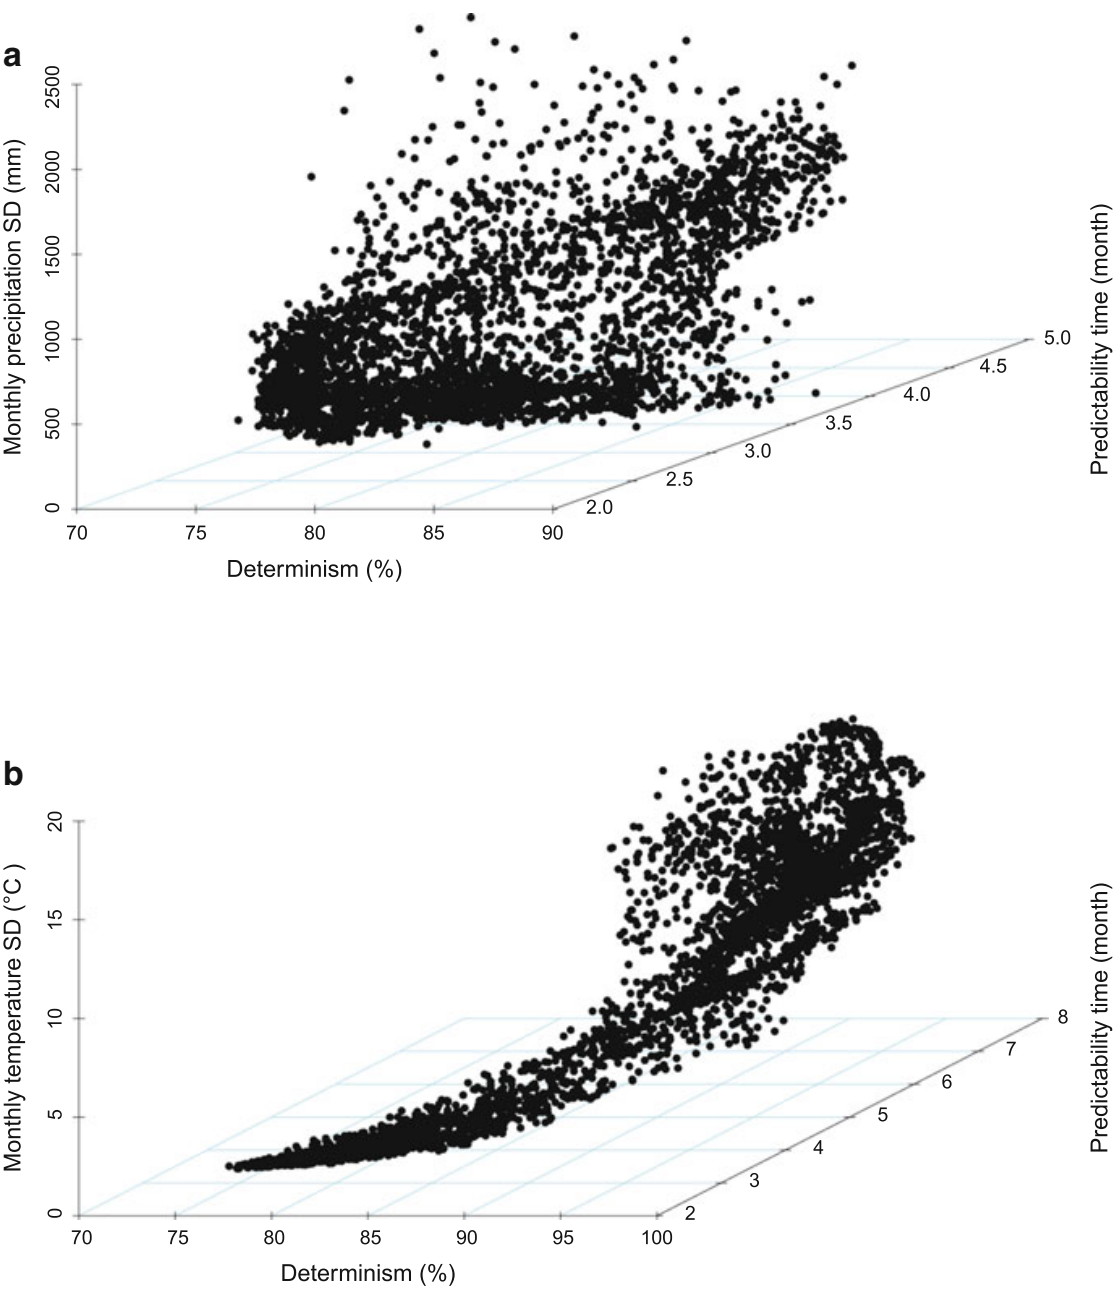 a
Monthly precipitation SD (mm)
2500
2000
1500
1000
500
0
70 75 80 85 90
Determinism (%)
2.0
2.5
3.0
3.5
4.0
4.5
5.0
Predictability time (month)
b
Monthly temperature SD (°C )
20
15
10
5
0
70 75 80 85 90 95 100
Determinism (%)
2
3
4
5
6
7
8
Predictability time (month)